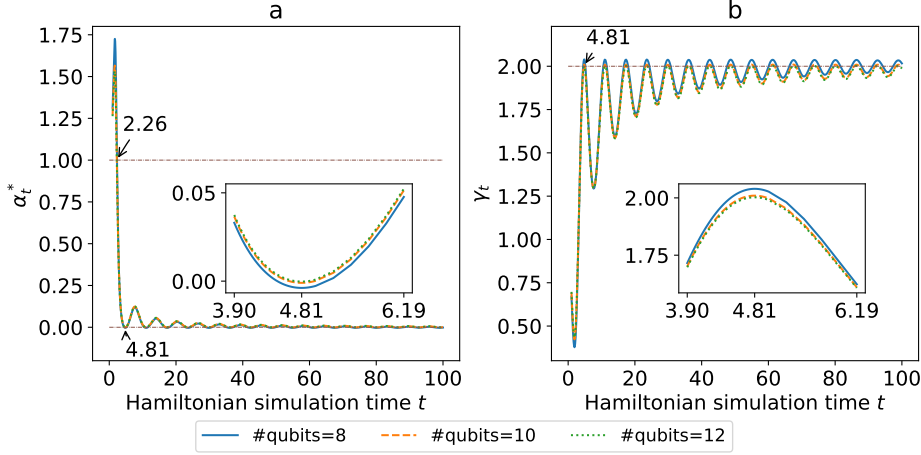 a
1.75
1.50
1.25
1.00
0.75
0.50
0.25
0.00
α*t
2.26
4.81
0.05
0.00
3.90 4.81 6.19
0 20 40 60 80 100
Hamiltonian simulation time t
b
2.00
1.75
1.50
1.25
1.00
0.75
0.50
γt
4.81
2.00
1.75
3.90 4.81 6.19
0 20 40 60 80 100
Hamiltonian simulation time t
#qubits=8 #qubits=10 #qubits=12